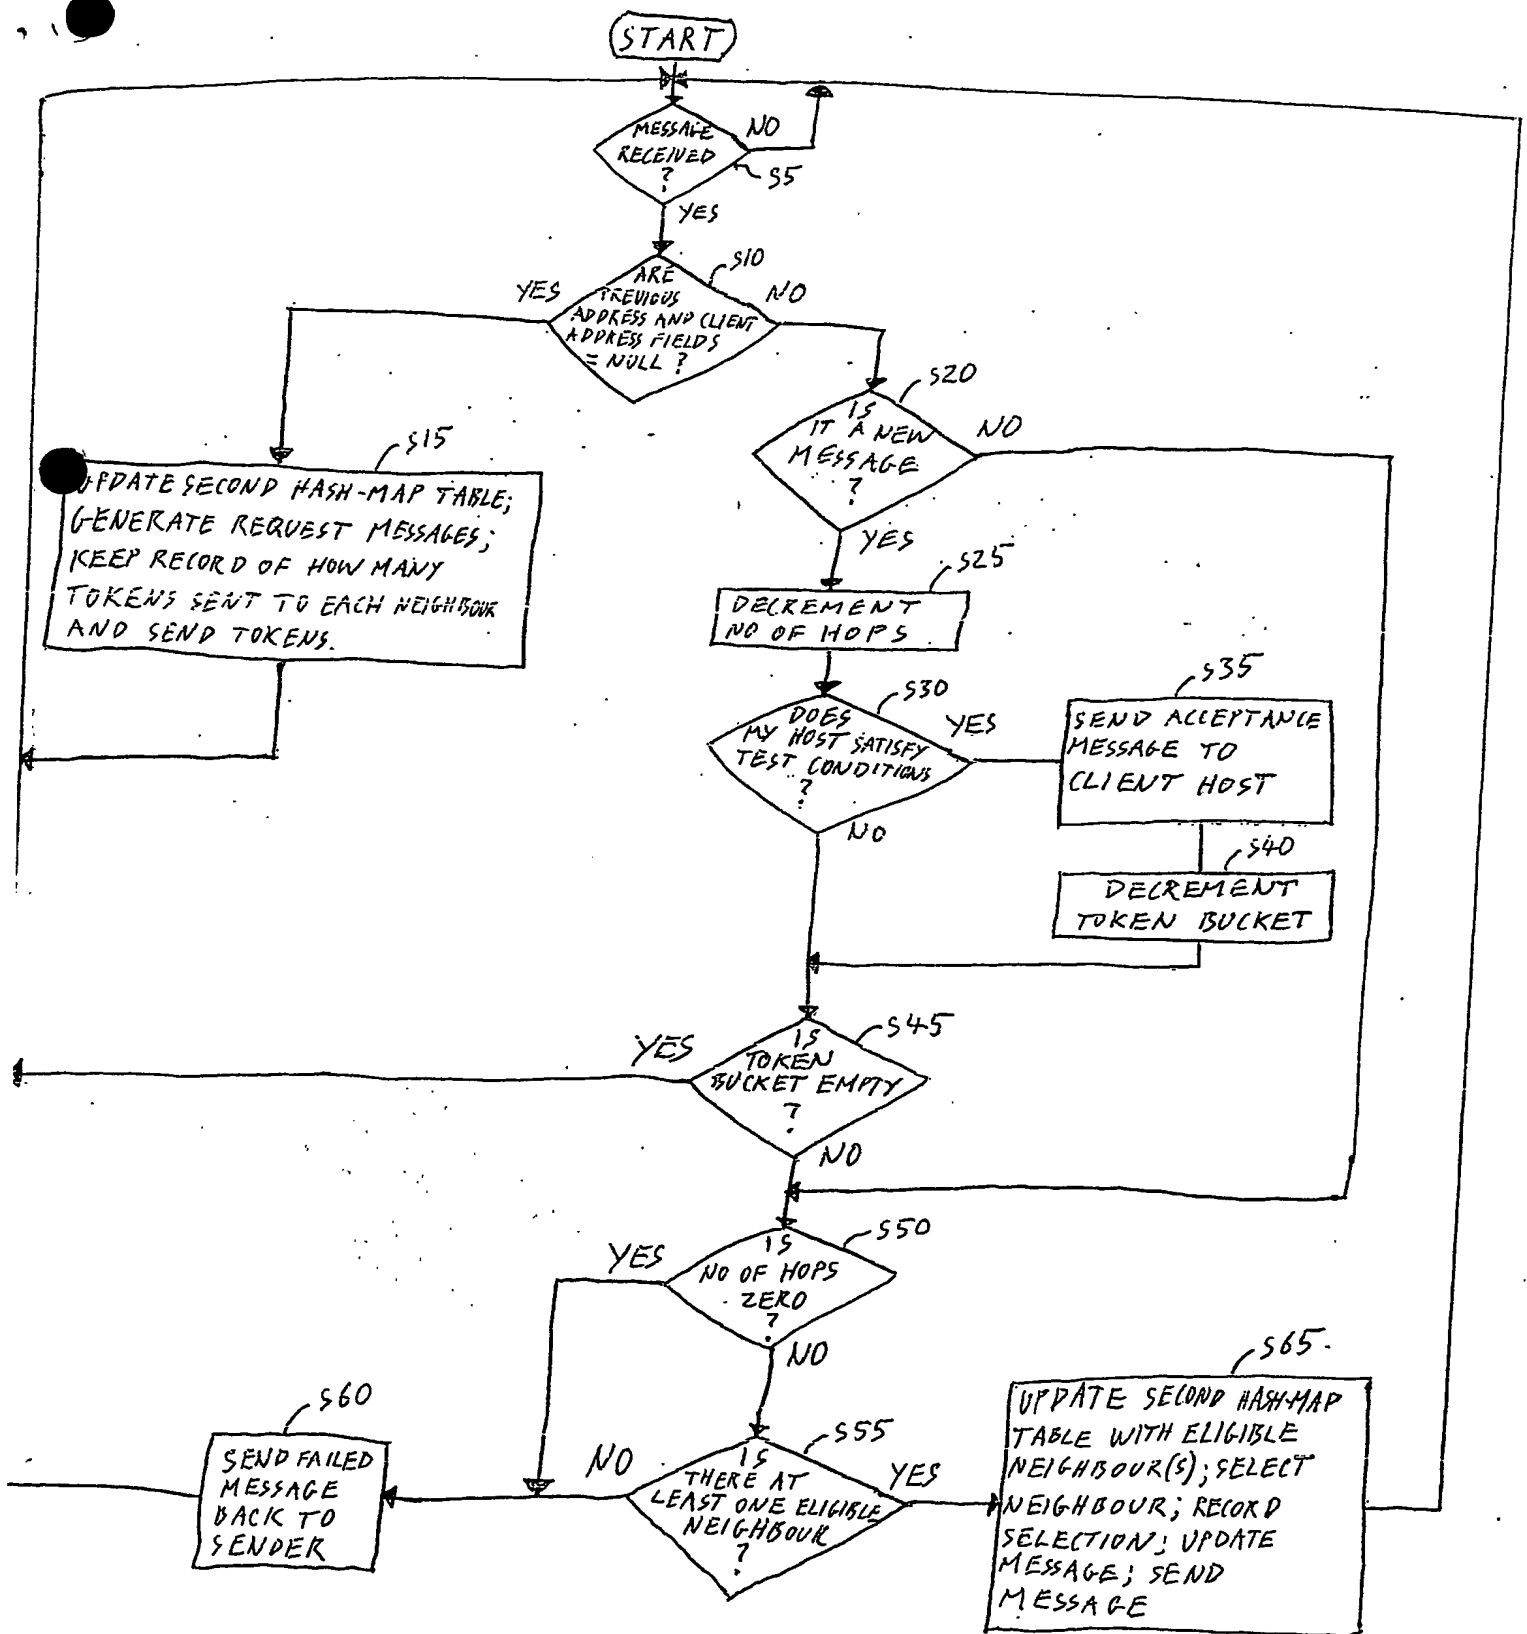 START
MESSAGE
RECEIVED
?
NO
S5
YES
S10
ARE
PREVIOUS
ADDRESS AND CLIENT
ADDRESS FIELDS
= NULL ?
YES
NO
S15
UPDATE SECOND HASH-MAP TABLE;
GENERATE REQUEST MESSAGES;
KEEP RECORD OF HOW MANY
TOKENS SENT TO EACH NEIGHBOUR
AND SEND TOKENS.
S20
IS
IT A NEW
MESSAGE
?
NO
YES
S25
DECREMENT
NO OF HOPS
S30
DOES
MY HOST SATISFY
TEST CONDITIONS
?
YES
NO
S35
SEND ACCEPTANCE
MESSAGE TO
CLIENT HOST
S40
DECREMENT
TOKEN BUCKET
S45
IS
TOKEN
BUCKET EMPTY
?
YES
NO
S50
IS
NO OF HOPS
ZERO
?
YES
NO
S55
IS
THERE AT
LEAST ONE ELIGIBLE
NEIGHBOUR
?
NO
YES
S60
SEND FAILED
MESSAGE
BACK TO
SENDER
S65.
UPDATE SECOND HASH-MAP
TABLE WITH ELIGIBLE
NEIGHBOUR(S); SELECT
NEIGHBOUR; RECORD
SELECTION; UPDATE
MESSAGE; SEND
MESSAGE